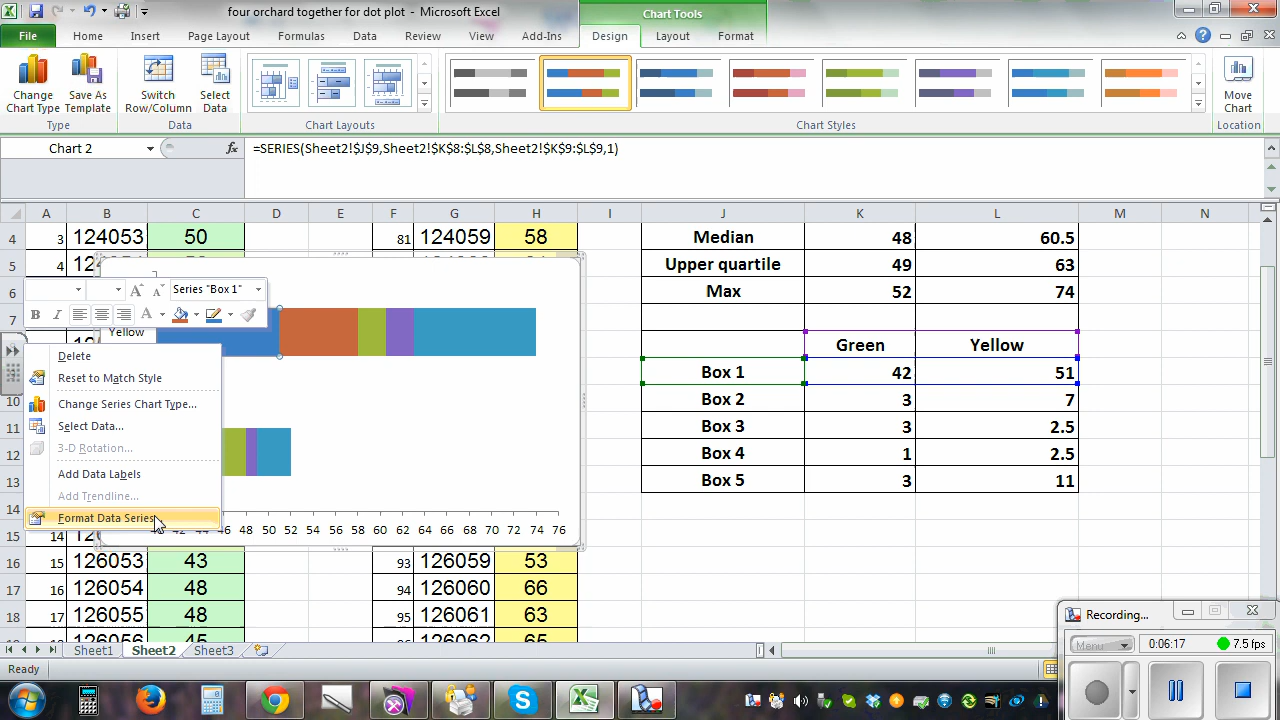 four orchard together for dot plot - Microsoft Excel
Chart Tools
File Home Insert Page Layout Formulas Data Review View Add-Ins Design Layout Format
Change Chart Type
Save As Template
Switch Row/Column
Select Data
Move Chart
Type Data Chart Layouts Chart Styles Location
Chart 2 fx =SERIES(Sheet2!$J$9,Sheet2!$K$8:$L$8,Sheet2!$K$9:$L$9,1)
A B C D E F G H I J K L M N
4 3 124053 50 81 124059 58 Median 48 60.5
5 4 Upper quartile 49 63
6 Max 52 74
Series "Box 1"
B I A
7
Yellow
Green Yellow
Box 1 42 51
10 Box 2 3 7
11 Box 3 3 2.5
12 Box 4 1 2.5
13 Box 5 3 11
Delete
Reset to Match Style
Change Series Chart Type...
Select Data...
3-D Rotation...
Add Data Labels
Add Trendline...
Format Data Series
46 48 50 52 54 56 58 60 62 64 66 68 70 72 74 76
14
15 14
16 15 126053 43 93 126059 53
17 16 126054 48 94 126060 66
18 17 126055 48 95 126061 63
126056 45 126062 65
Sheet1 Sheet2 Sheet3
Ready
Recording...
Menu 0:06:17 7.5 fps